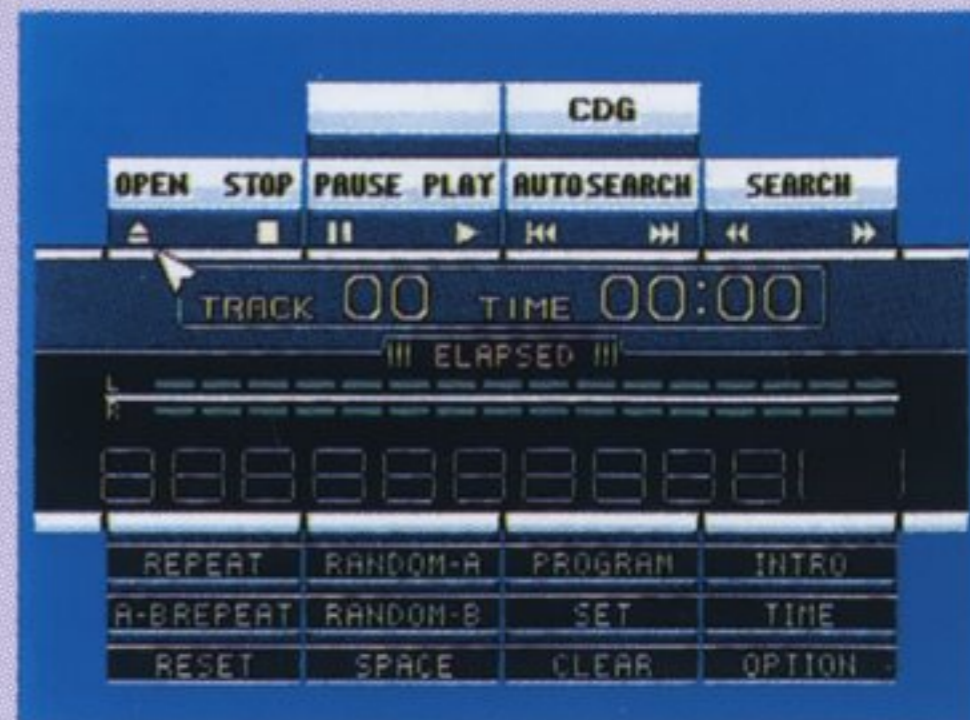 CDG
OPEN STOP PAUSE PLAY AUTOSEARCH SEARCH
TRACK 00 TIME 00:00
ELAPSED
L
R
REPEAT RANDOM-A PROGRAM INTRO
A-BREPEAT RANDOM-B SET TIME
RESET SPACE CLEAR OPTION